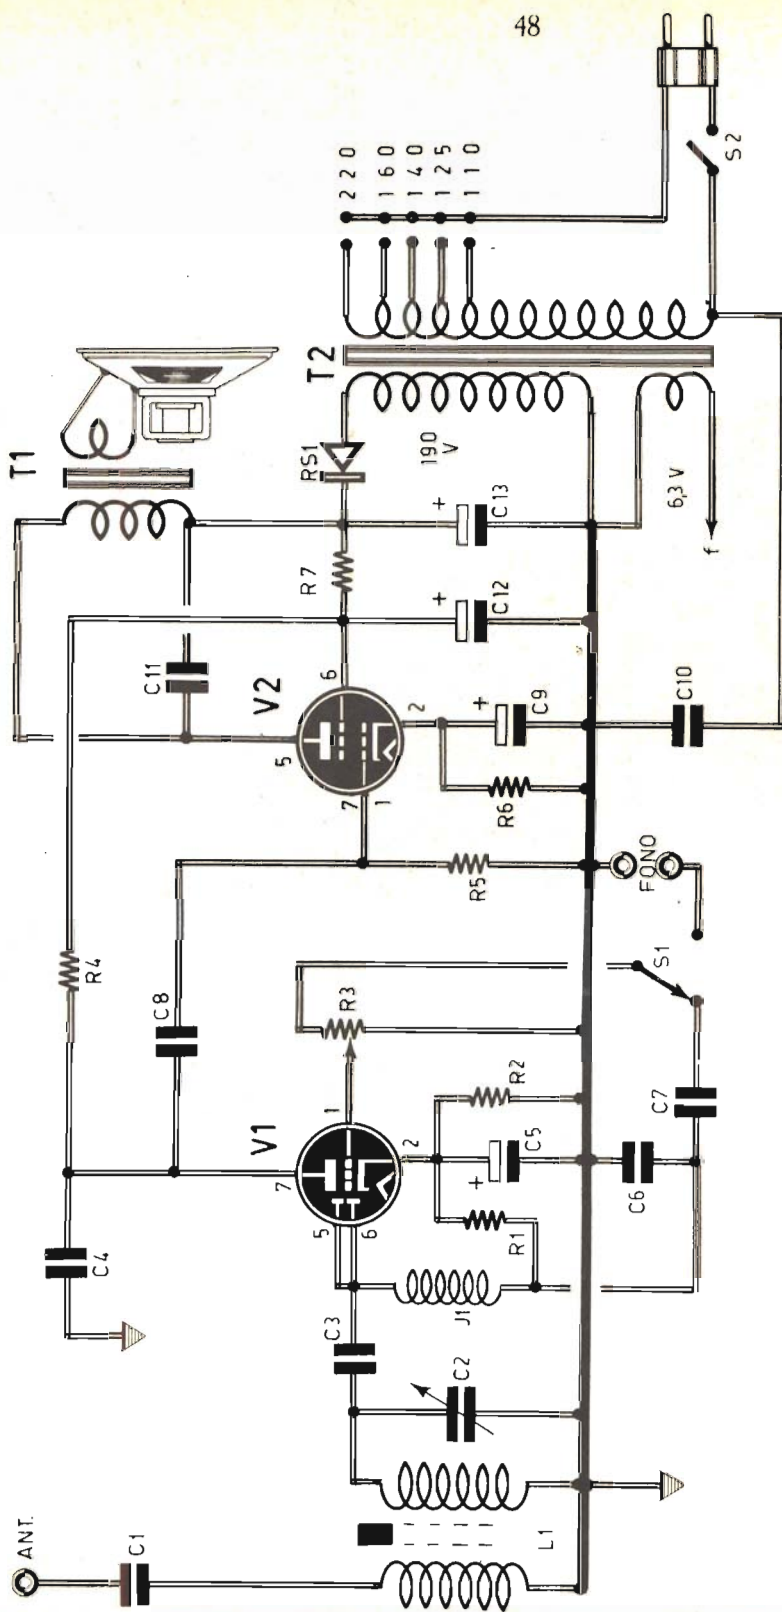 48
ANT.
C1
L1
C2
C3
C4
J1
R1
5
6
7
V1
1
2
+
C5
R2
R3
C6
C7
S1
C8
R4
R5
FONO
7
1
5
V2
6
2
R6
+
C9
C10
C11
R7
+
C12
+
C13
T1
RS1
190
V
T2
6,3 V
f
220
160
140
125
110
S2